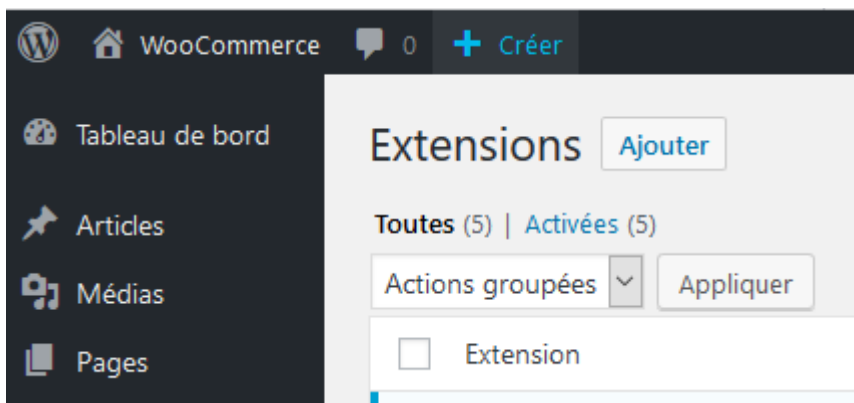 WooCommerce 0 + Créer
Tableau de bord
Extensions Ajouter
Articles
Toutes (5) | Activées (5)
Médias
Actions groupées Appliquer
Pages
Extension